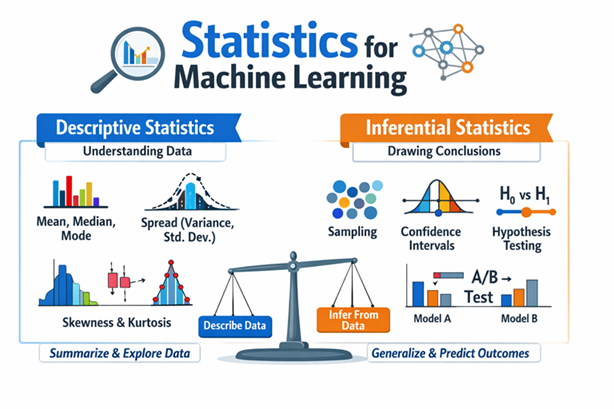 Statistics for
Machine Learning
Descriptive Statistics
Understanding Data
Mean, Median,
Mode
Spread (Variance,
Std. Dev.)
Skewness & Kurtosis
Summarize & Explore Data
Describe Data
Infer From
Data
Inferential Statistics
Drawing Conclusions
Sampling
Confidence
Intervals
H₀ vs H₁
Hypothesis
Testing
A/B →
Test
Model A
Model B
Generalize & Predict Outcomes